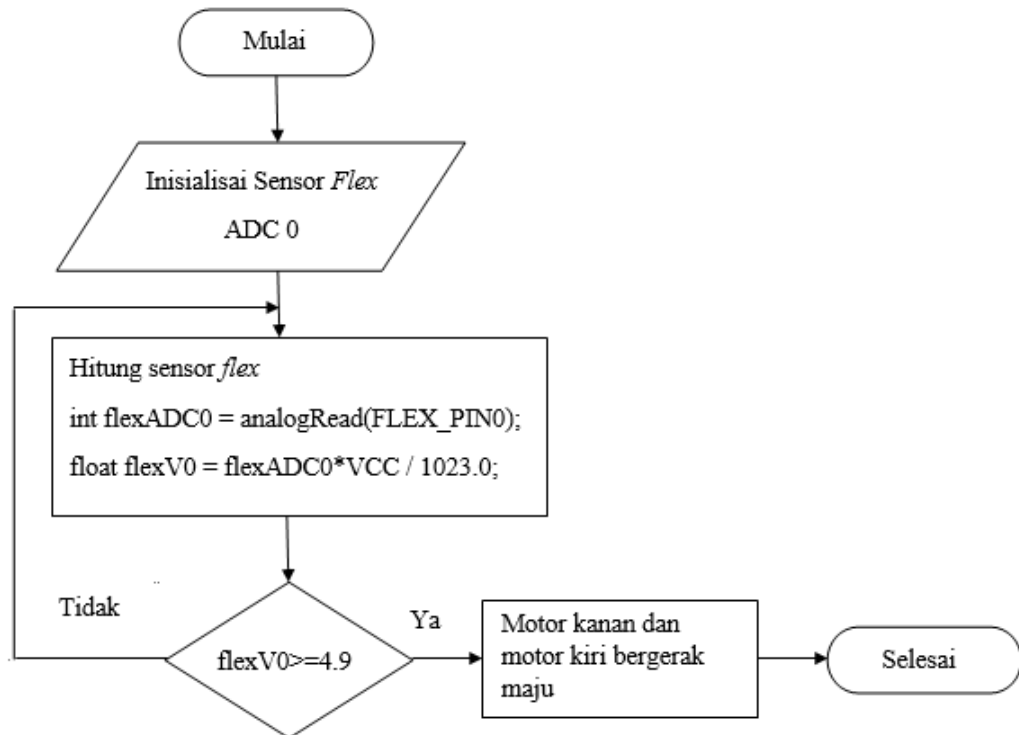 Mulai
Inisialisai Sensor Flex
ADC 0
Hitung sensor flex
int flexADC0 = analogRead(FLEX_PIN0);
float flexV0 = flexADC0*VCC / 1023.0;
Tidak
flexV0>=4.9
Ya
Motor kanan dan
motor kiri bergerak
maju
Selesai